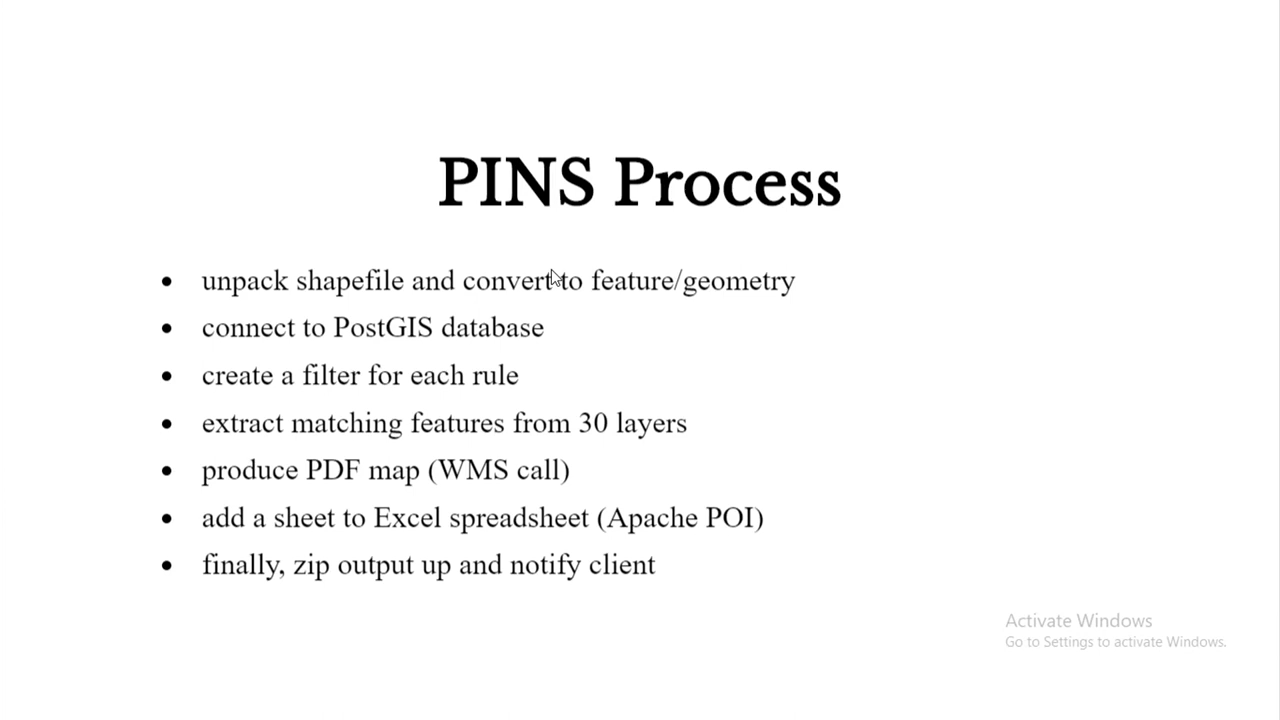 PINS Process
unpack shapefile and convert to feature/geometry
connect to PostGIS database
create a filter for each rule
extract matching features from 30 layers
produce PDF map (WMS call)
add a sheet to Excel spreadsheet (Apache POI)
finally, zip output up and notify client
Activate Windows
Go to Settings to activate Windows.